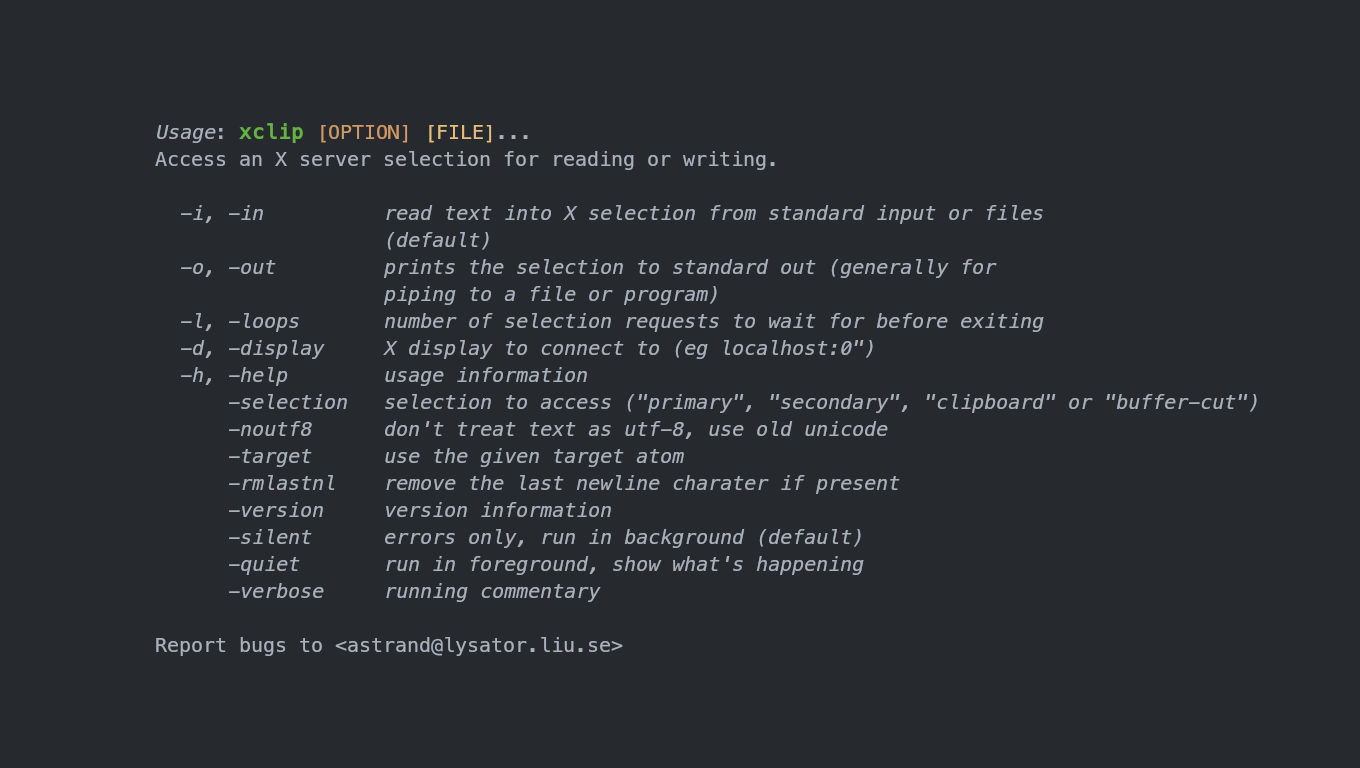 Usage: xclip [OPTION] [FILE]...
Access an X server selection for reading or writing.
-i, -in read text into X selection from standard input or files
(default)
-o, -out prints the selection to standard out (generally for
piping to a file or program)
-l, -loops number of selection requests to wait for before exiting
-d, -display X display to connect to (eg localhost:0")
-h, -help usage information
-selection selection to access ("primary", "secondary", "clipboard" or "buffer-cut")
-noutf8 don't treat text as utf-8, use old unicode
-target use the given target atom
-rmlastnl remove the last newline charater if present
-version version information
-silent errors only, run in background (default)
-quiet run in foreground, show what's happening
-verbose running commentary
Report bugs to <astrand@lysator.liu.se>